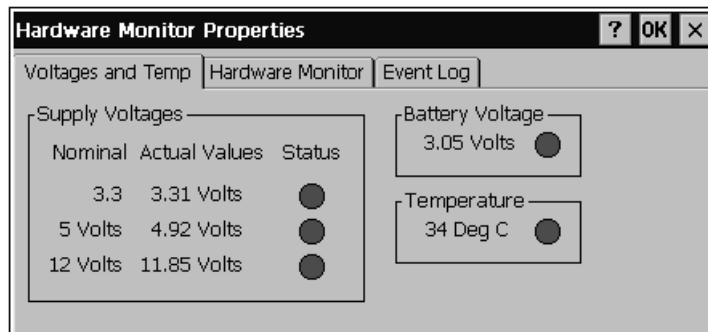 Hardware Monitor Properties ? OK ×
Voltages and Temp Hardware Monitor Event Log
Supply Voltages
Nominal Actual Values Status
3.3 3.31 Volts
5 Volts 4.92 Volts
12 Volts 11.85 Volts
Battery Voltage
3.05 Volts
Temperature
34 Deg C